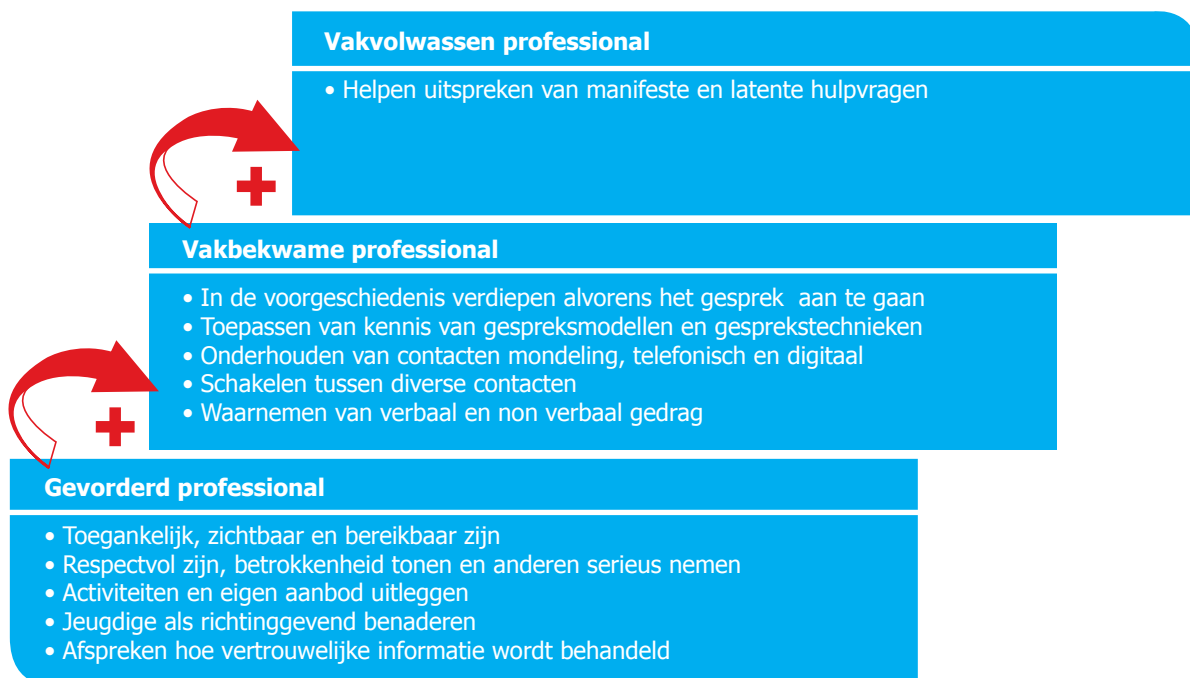 Vakvolwassen professional
• Helpen uitspreken van manifeste en latente hulpvragen
Vakbekwame professional
• In de voorgeschiedenis verdiepen alvorens het gesprek aan te gaan
• Toepassen van kennis van gespreksmodellen en gesprekstechnieken
• Onderhouden van contacten mondeling, telefonisch en digitaal
• Schakelen tussen diverse contacten
• Waarnemen van verbaal en non verbaal gedrag
Gevorderd professional
• Toegankelijk, zichtbaar en bereikbaar zijn
• Respectvol zijn, betrokkenheid tonen en anderen serieus nemen
• Activiteiten en eigen aanbod uitleggen
• Jeugdige als richtinggevend benaderen
• Afspreken hoe vertrouwelijke informatie wordt behandeld